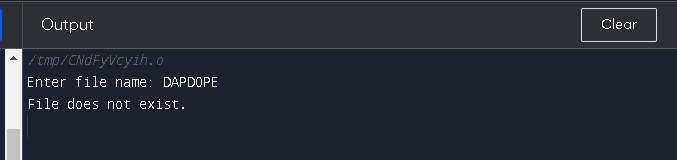 Output
Clear
/tmp/CNdFyVcyih.o
Enter file name: DAPDOPE
File does not exist.